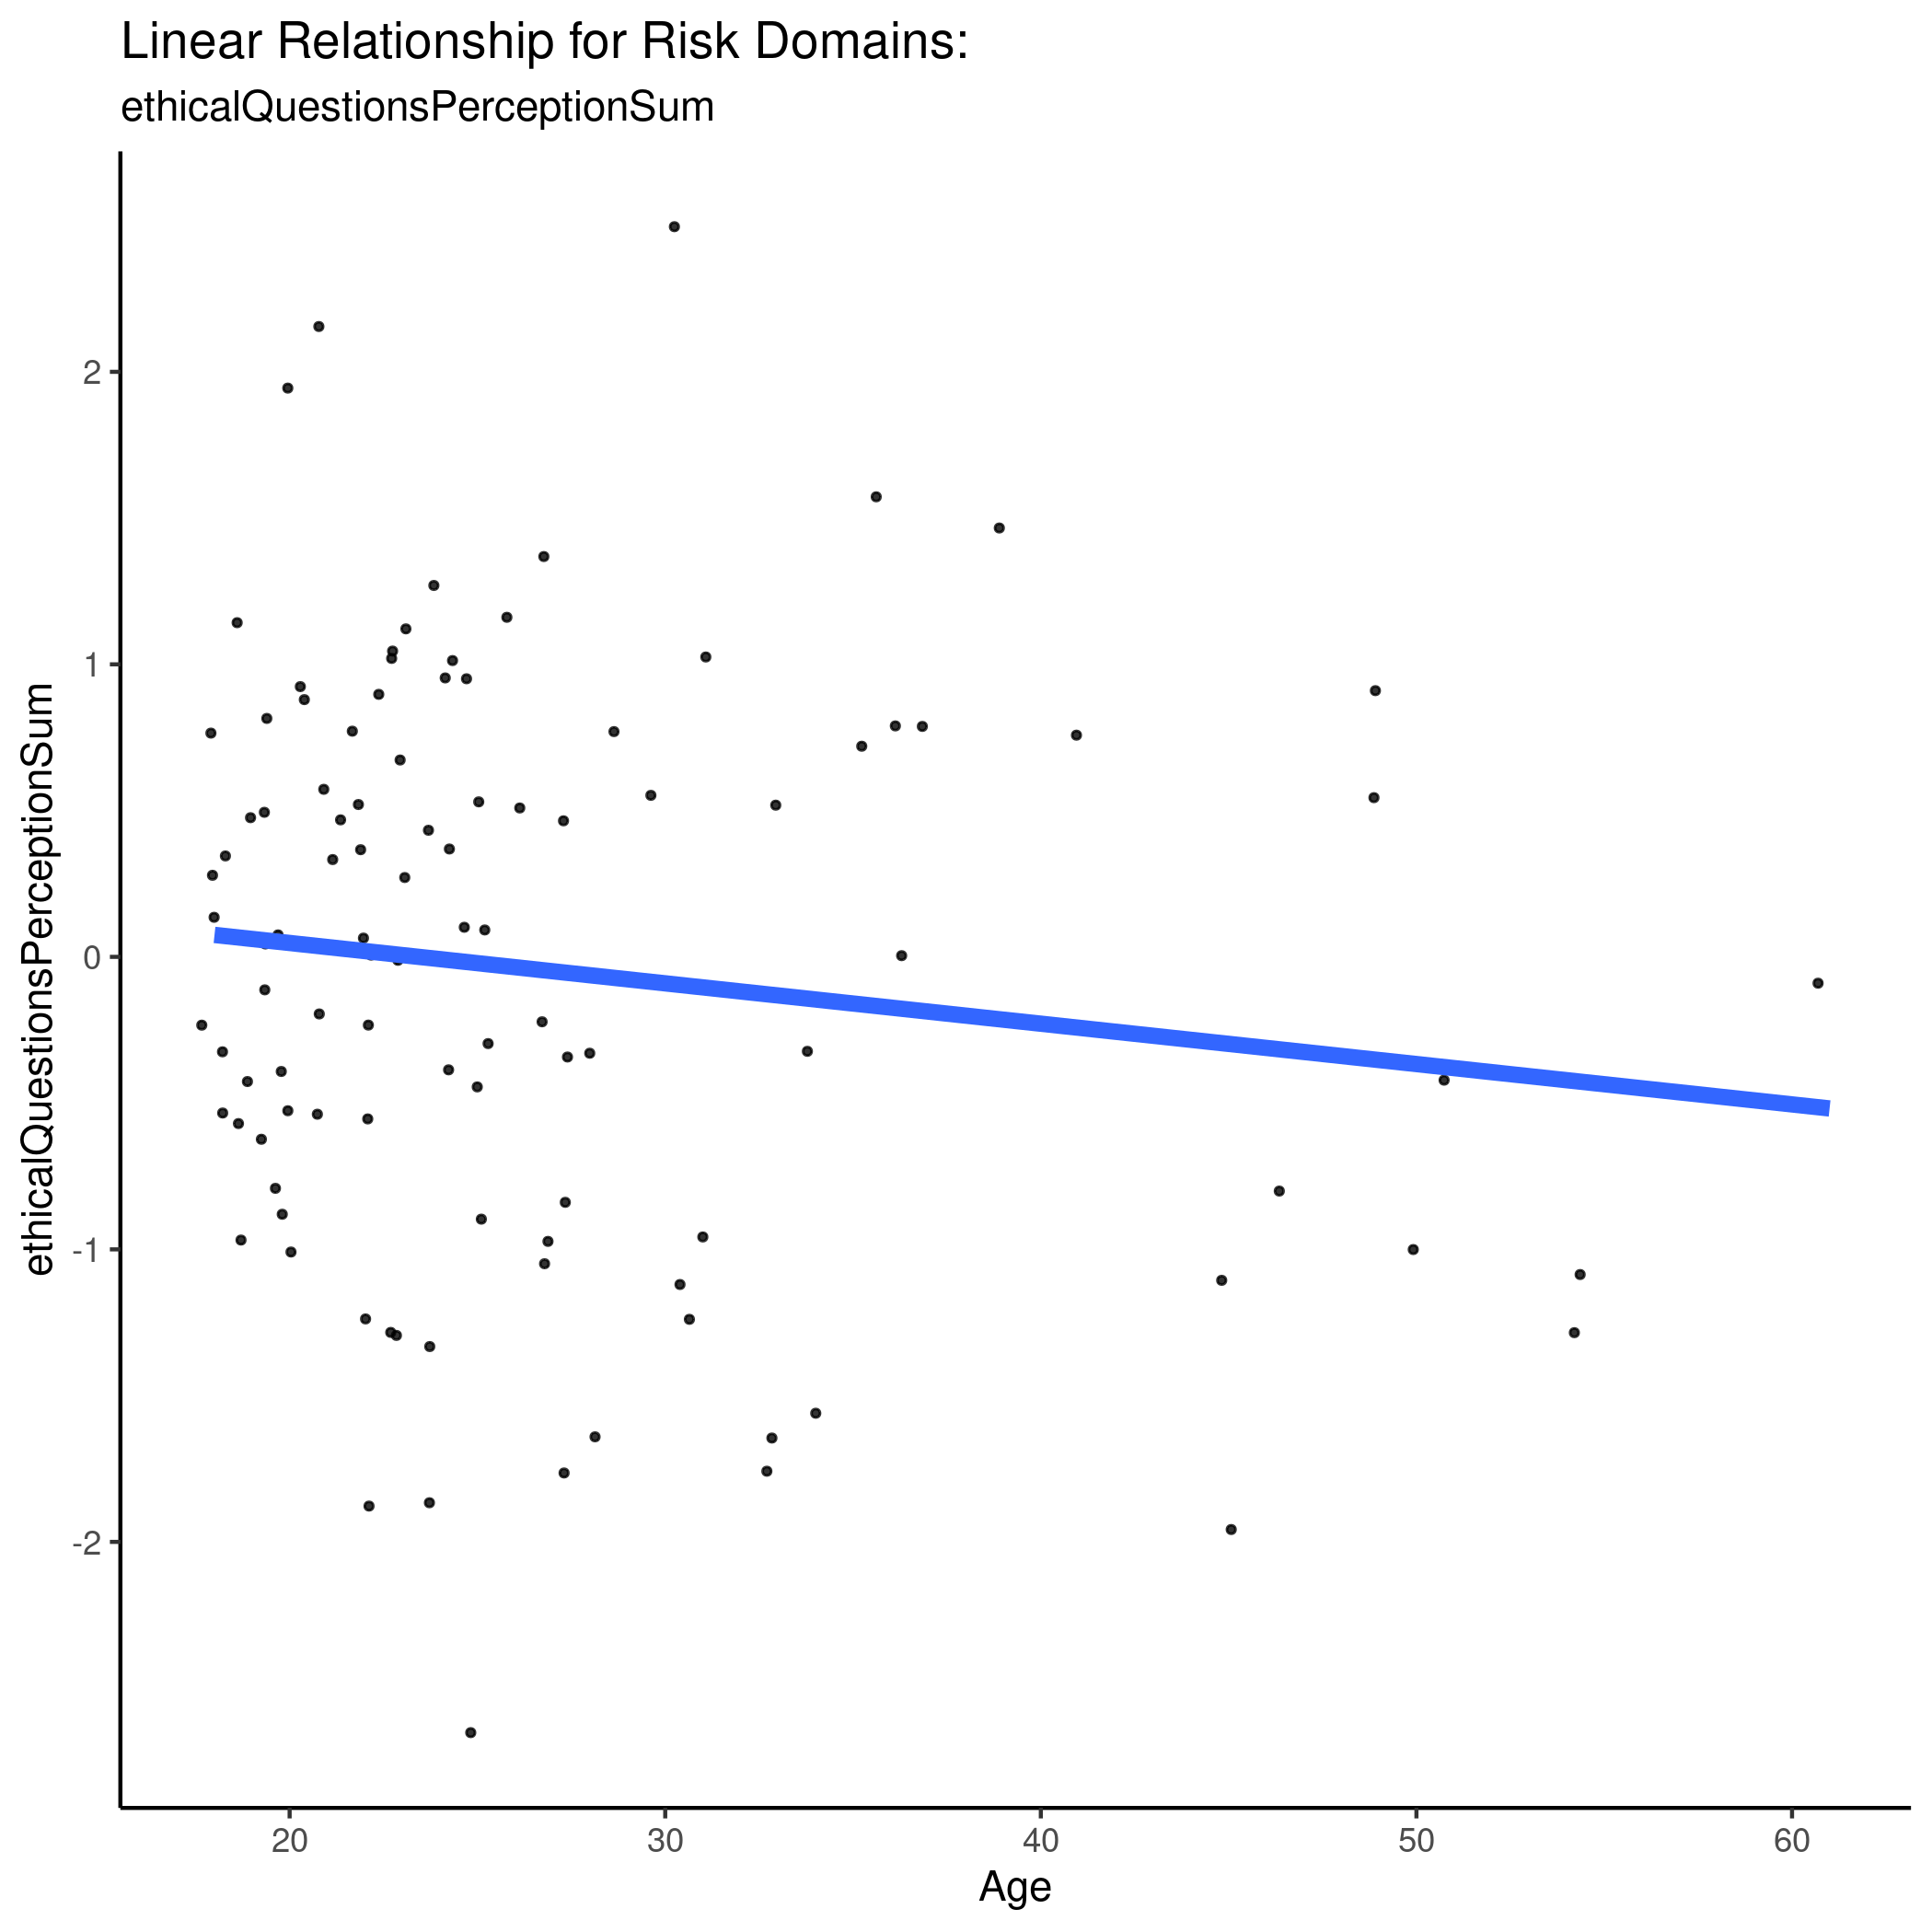 Linear Relationship for Risk Domains:
ethicalQuestionsPerceptionSum
ethicalQuestionsPerceptionSum
2
1
0
-1
-2
20
30
40
50
60
Age